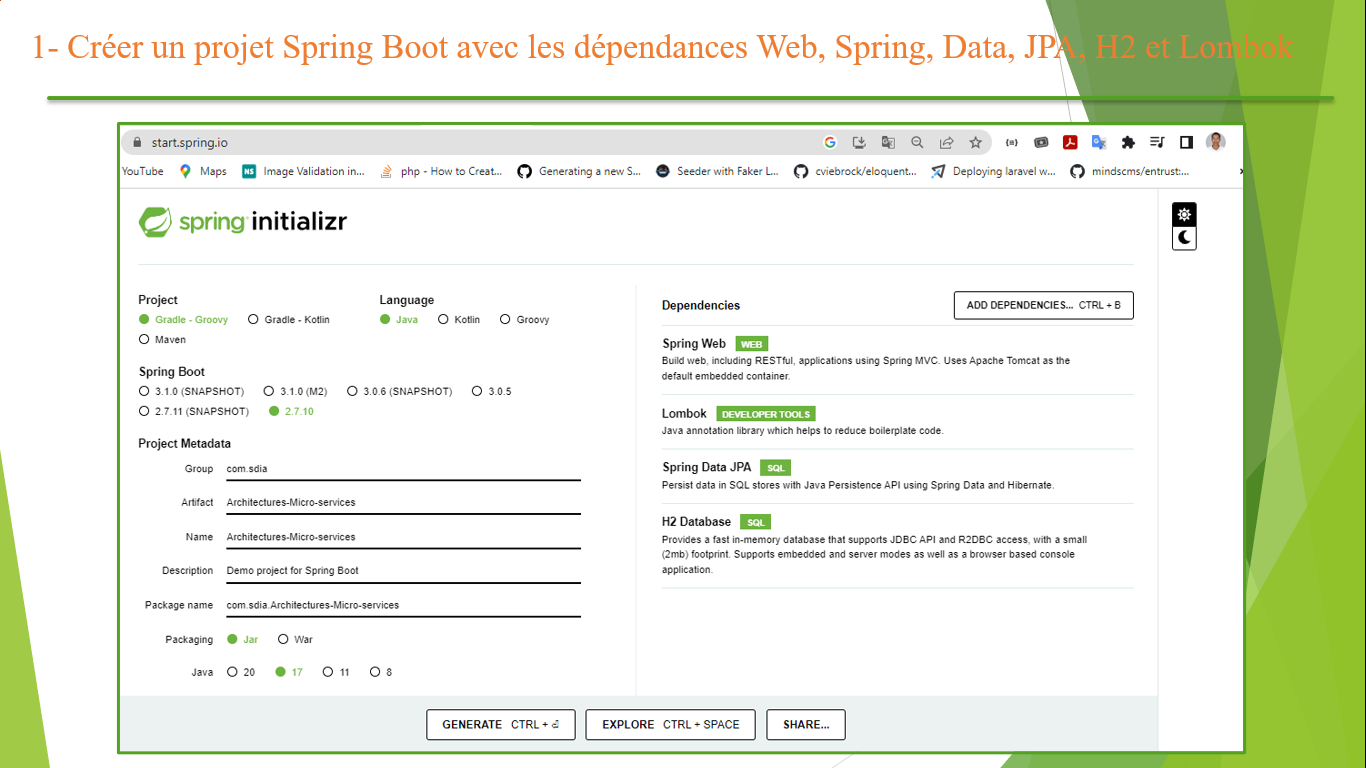 1- Créer un projet Spring Boot avec les dépendances Web, Spring, Data, JPA, H2 et Lombok
start.spring.io
YouTube Maps Image Validation in... php - How to Creat... Generating a new S... Seeder with Faker L... cviebrock/eloquent... Deploying laravel w... mindscms/entrust:...
spring initializr
Project
Gradle - Groovy Gradle - Kotlin
Maven
Language
Java Kotlin Groovy
Spring Boot
3.1.0 (SNAPSHOT) 3.1.0 (M2) 3.0.6 (SNAPSHOT) 3.0.5
2.7.11 (SNAPSHOT) 2.7.10
Project Metadata
Group com.sdia
Artifact Architectures-Micro-services
Name Architectures-Micro-services
Description Demo project for Spring Boot
Package name com.sdia.Architectures-Micro-services
Packaging Jar War
Java 20 17 11 8
Dependencies
ADD DEPENDENCIES... CTRL + B
Spring Web WEB
Build web, including RESTful, applications using Spring MVC. Uses Apache Tomcat as the
default embedded container.
Lombok DEVELOPER TOOLS
Java annotation library which helps to reduce boilerplate code.
Spring Data JPA SQL
Persist data in SQL stores with Java Persistence API using Spring Data and Hibernate.
H2 Database SQL
Provides a fast in-memory database that supports JDBC API and R2DBC access, with a small
(2mb) footprint. Supports embedded and server modes as well as a browser based console
application.
GENERATE CTRL + ⏎ EXPLORE CTRL + SPACE SHARE...